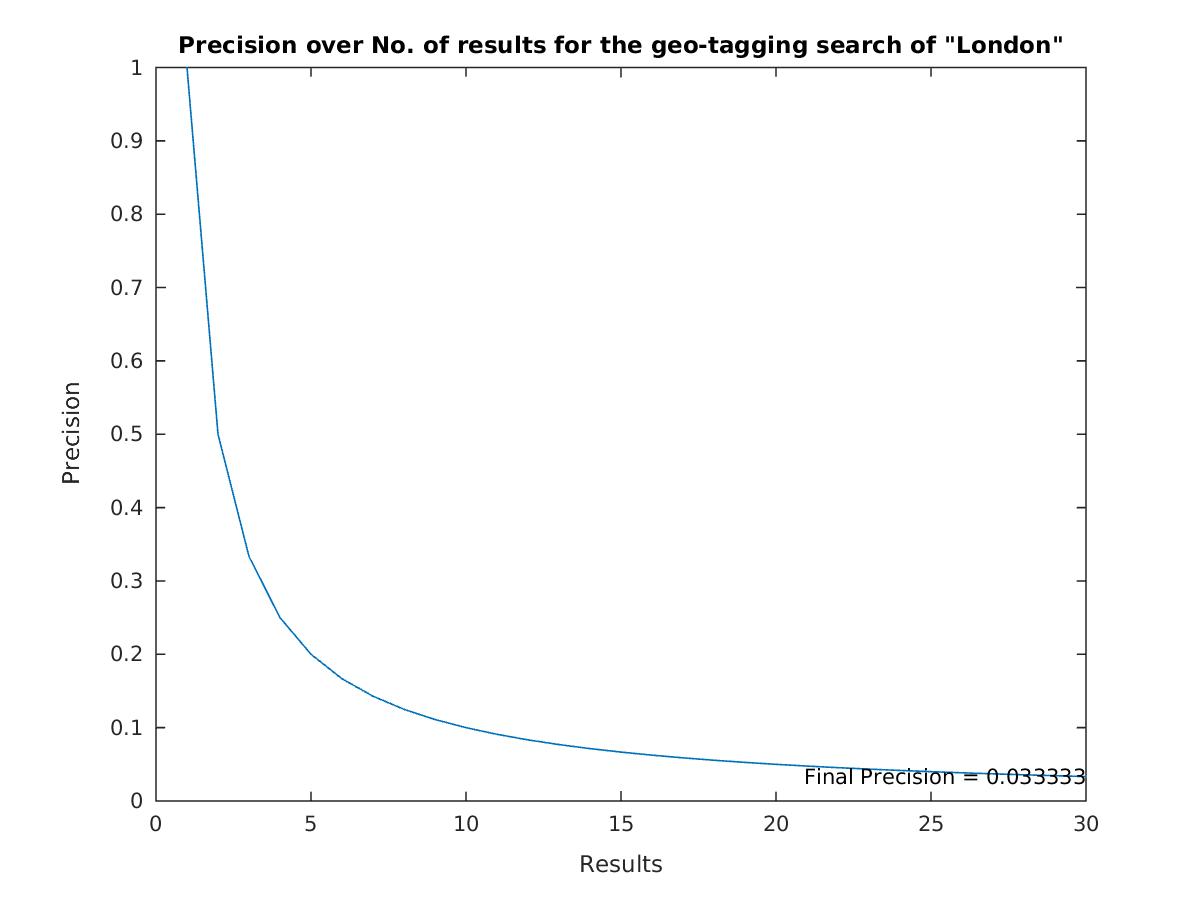 Precision over No. of results for the geo-tagging search of "London"
1
0.9
0.8
0.7
0.6
0.5
0.4
0.3
0.2
0.1
0
Precision
Final Precision = 0.033333
0 5 10 15 20 25 30
Results